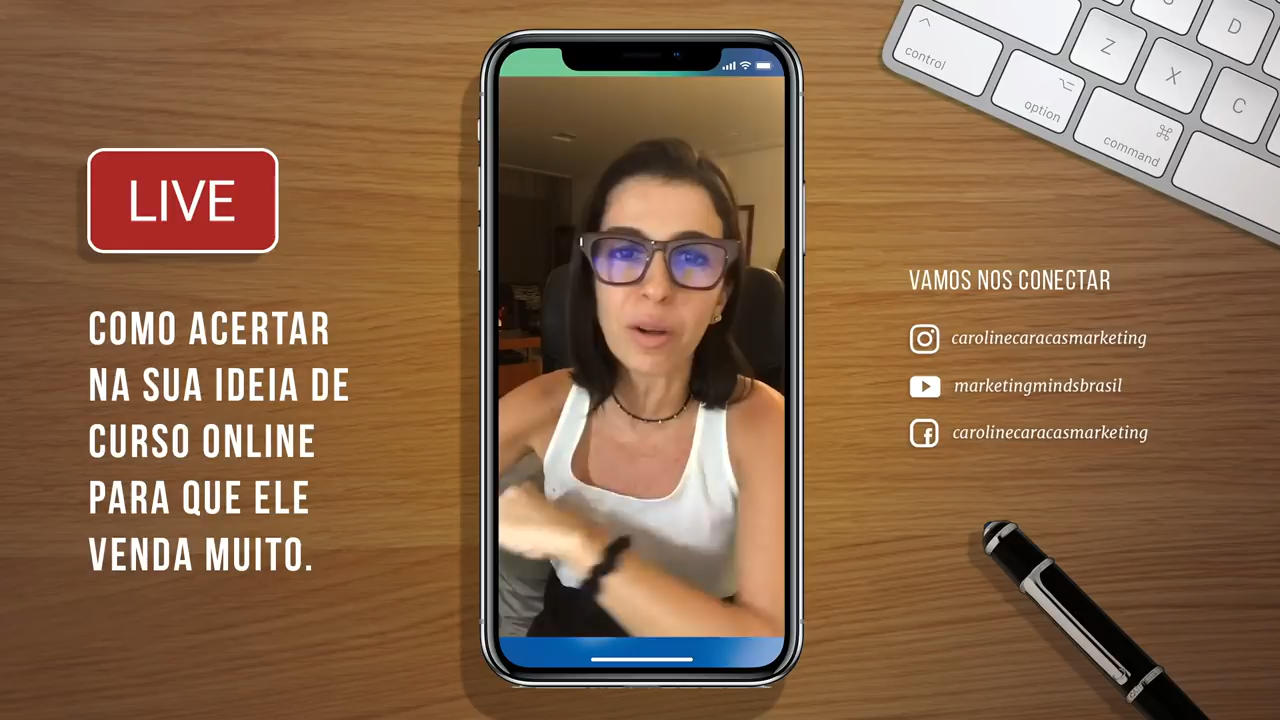 LIVE
COMO ACERTAR
NA SUA IDEIA DE
CURSO ONLINE
PARA QUE ELE
VENDA MUITO.
VAMOS NOS CONECTAR
carolinecaracasmarketing
marketingmindsbrasil
carolinecaracasmarketing
S
D
Z
X
C
control
option
command